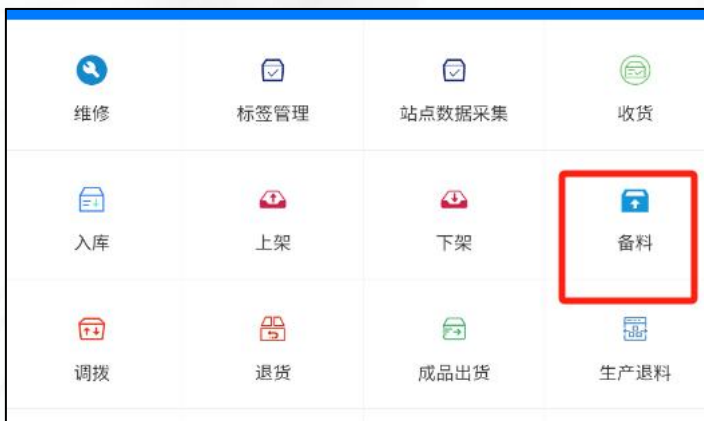 维修 标签管理 站点数据采集 收货
入库 上架 下架 备料
调拨 退货 成品出货 生产退料